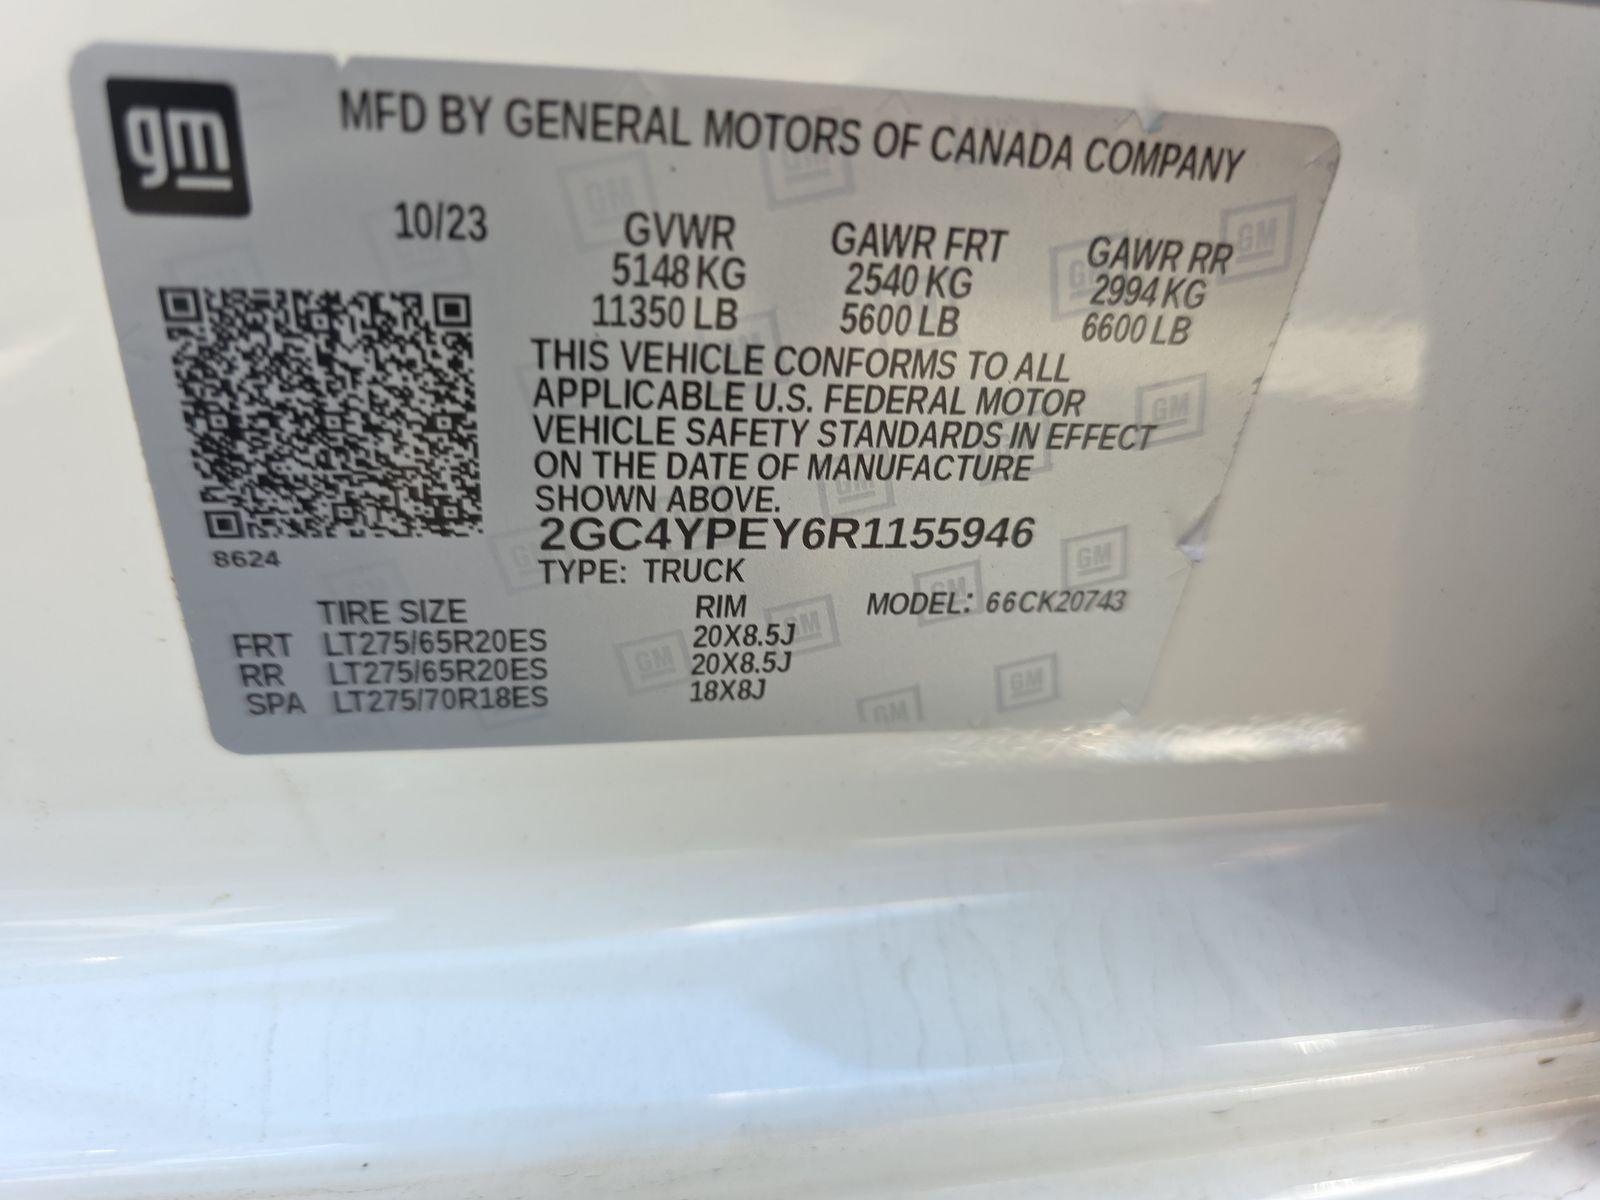 gm
MFD BY GENERAL MOTORS OF CANADA COMPANY
10/23 GVWR GAWR FRT GAWR RR
5148 KG 2540 KG 2994 KG
11350 LB 5600 LB 6600 LB
THIS VEHICLE CONFORMS TO ALL
APPLICABLE U.S. FEDERAL MOTOR
VEHICLE SAFETY STANDARDS IN EFFECT
ON THE DATE OF MANUFACTURE
SHOWN ABOVE.
2GC4YPEY6R1155946
8624
TYPE: TRUCK
TIRE SIZE RIM MODEL: 66CK20743
FRT LT275/65R20ES 20X8.5J
RR LT275/65R20ES 20X8.5J
SPA LT275/70R18ES 18X8J